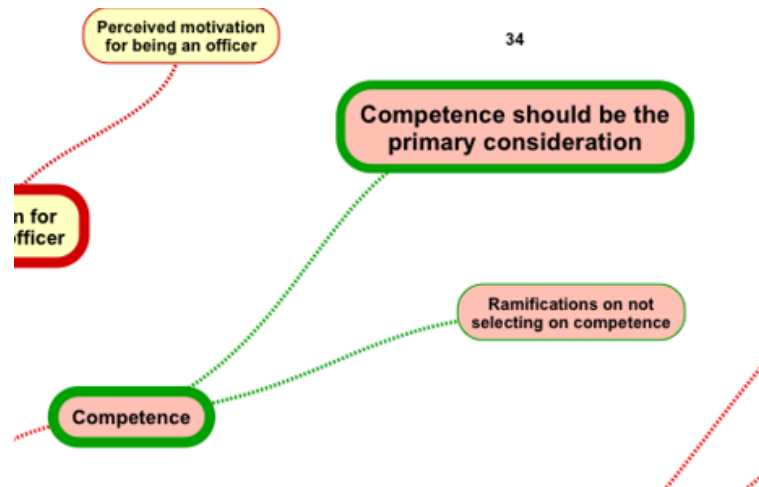 Perceived motivation
for being an officer
34
Competence should be the
primary consideration
n for
officer
Ramifications on not
selecting on competence
Competence